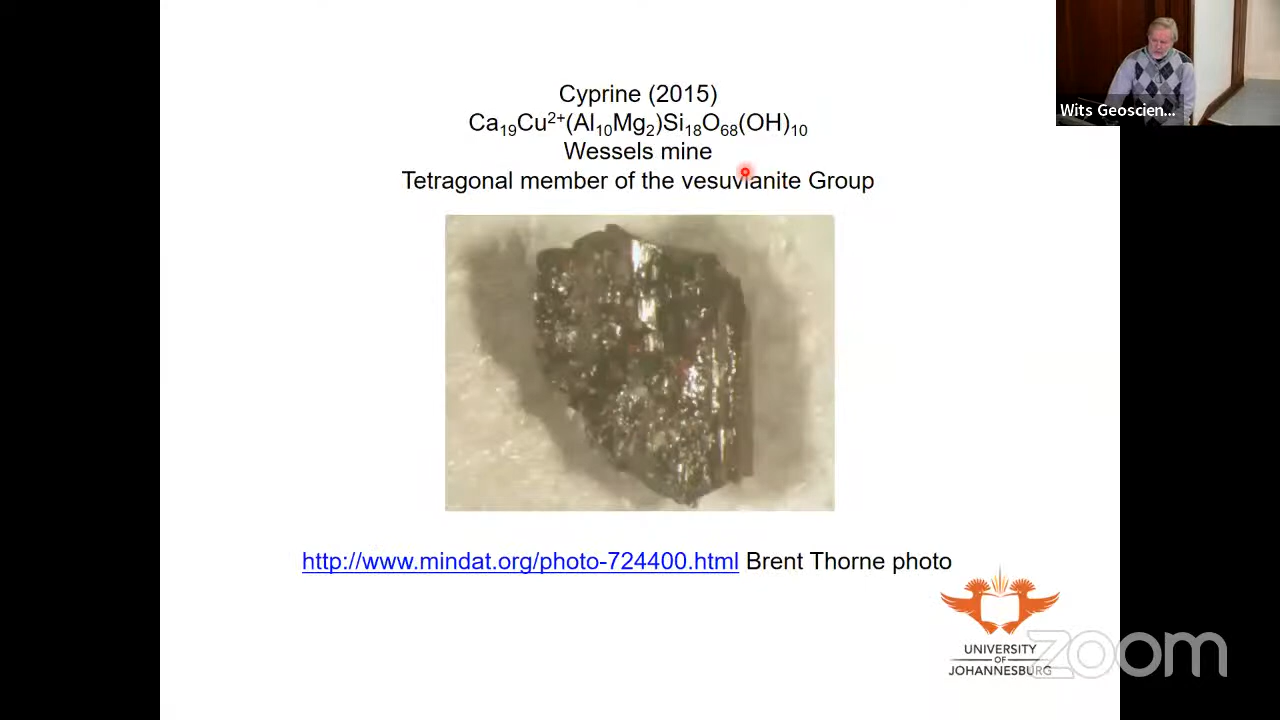 Cyprine (2015)
Ca₁₉Cu²⁺(Al₁₀Mg₂)Si₁₈O₆₈(OH)₁₀
Wessels mine
Tetragonal member of the vesuvianite Group
http://www.mindat.org/photo-724400.html Brent Thorne photo
UNIVERSITY
OF
JOHANNESBURG
zoom
Wits Geoscien...